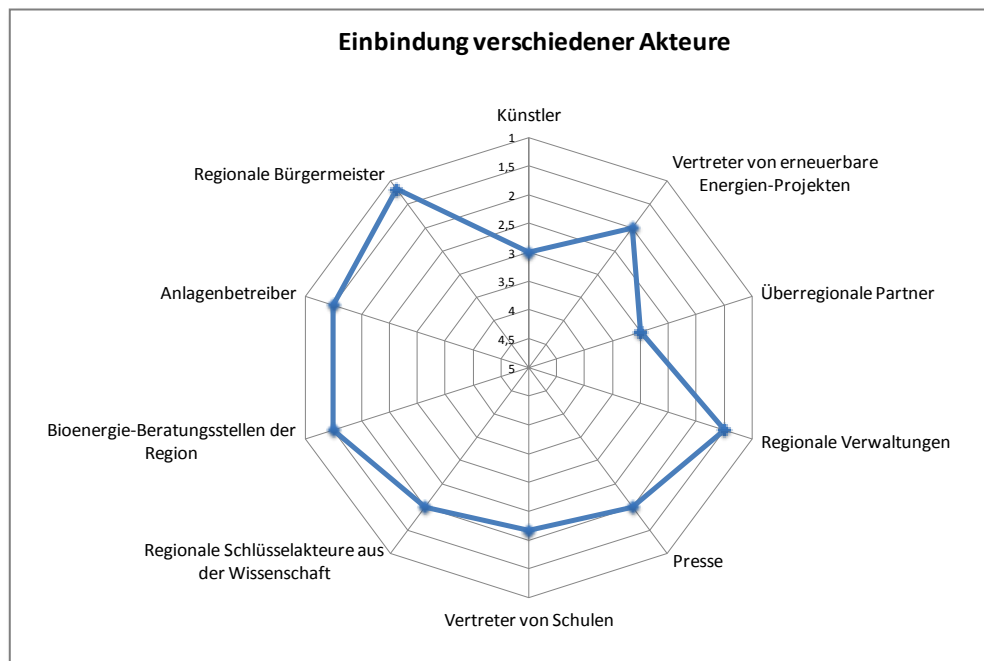 Einbindung verschiedener Akteure
Künstler
Vertreter von erneuerbare
Energien-Projekten
Überregionale Partner
Regionale Verwaltungen
Presse
Vertreter von Schulen
Regionale Schlüsselakteure aus
der Wissenschaft
Bioenergie-Beratungsstellen der
Region
Anlagenbetreiber
Regionale Bürgermeister
1
1,5
2
2,5
3
3,5
4
4,5
5